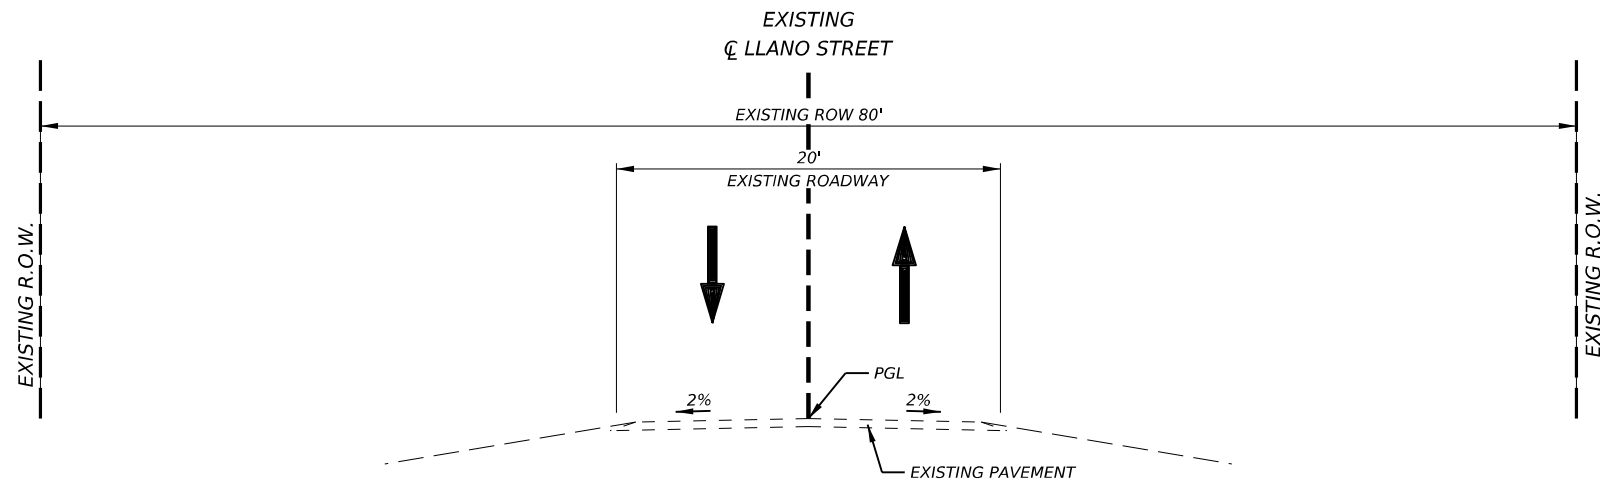 EXISTING
℄ LLANO STREET
EXISTING ROW 80'
20'
EXISTING ROADWAY
EXISTING R.O.W.
EXISTING R.O.W.
PGL
2%
2%
EXISTING PAVEMENT